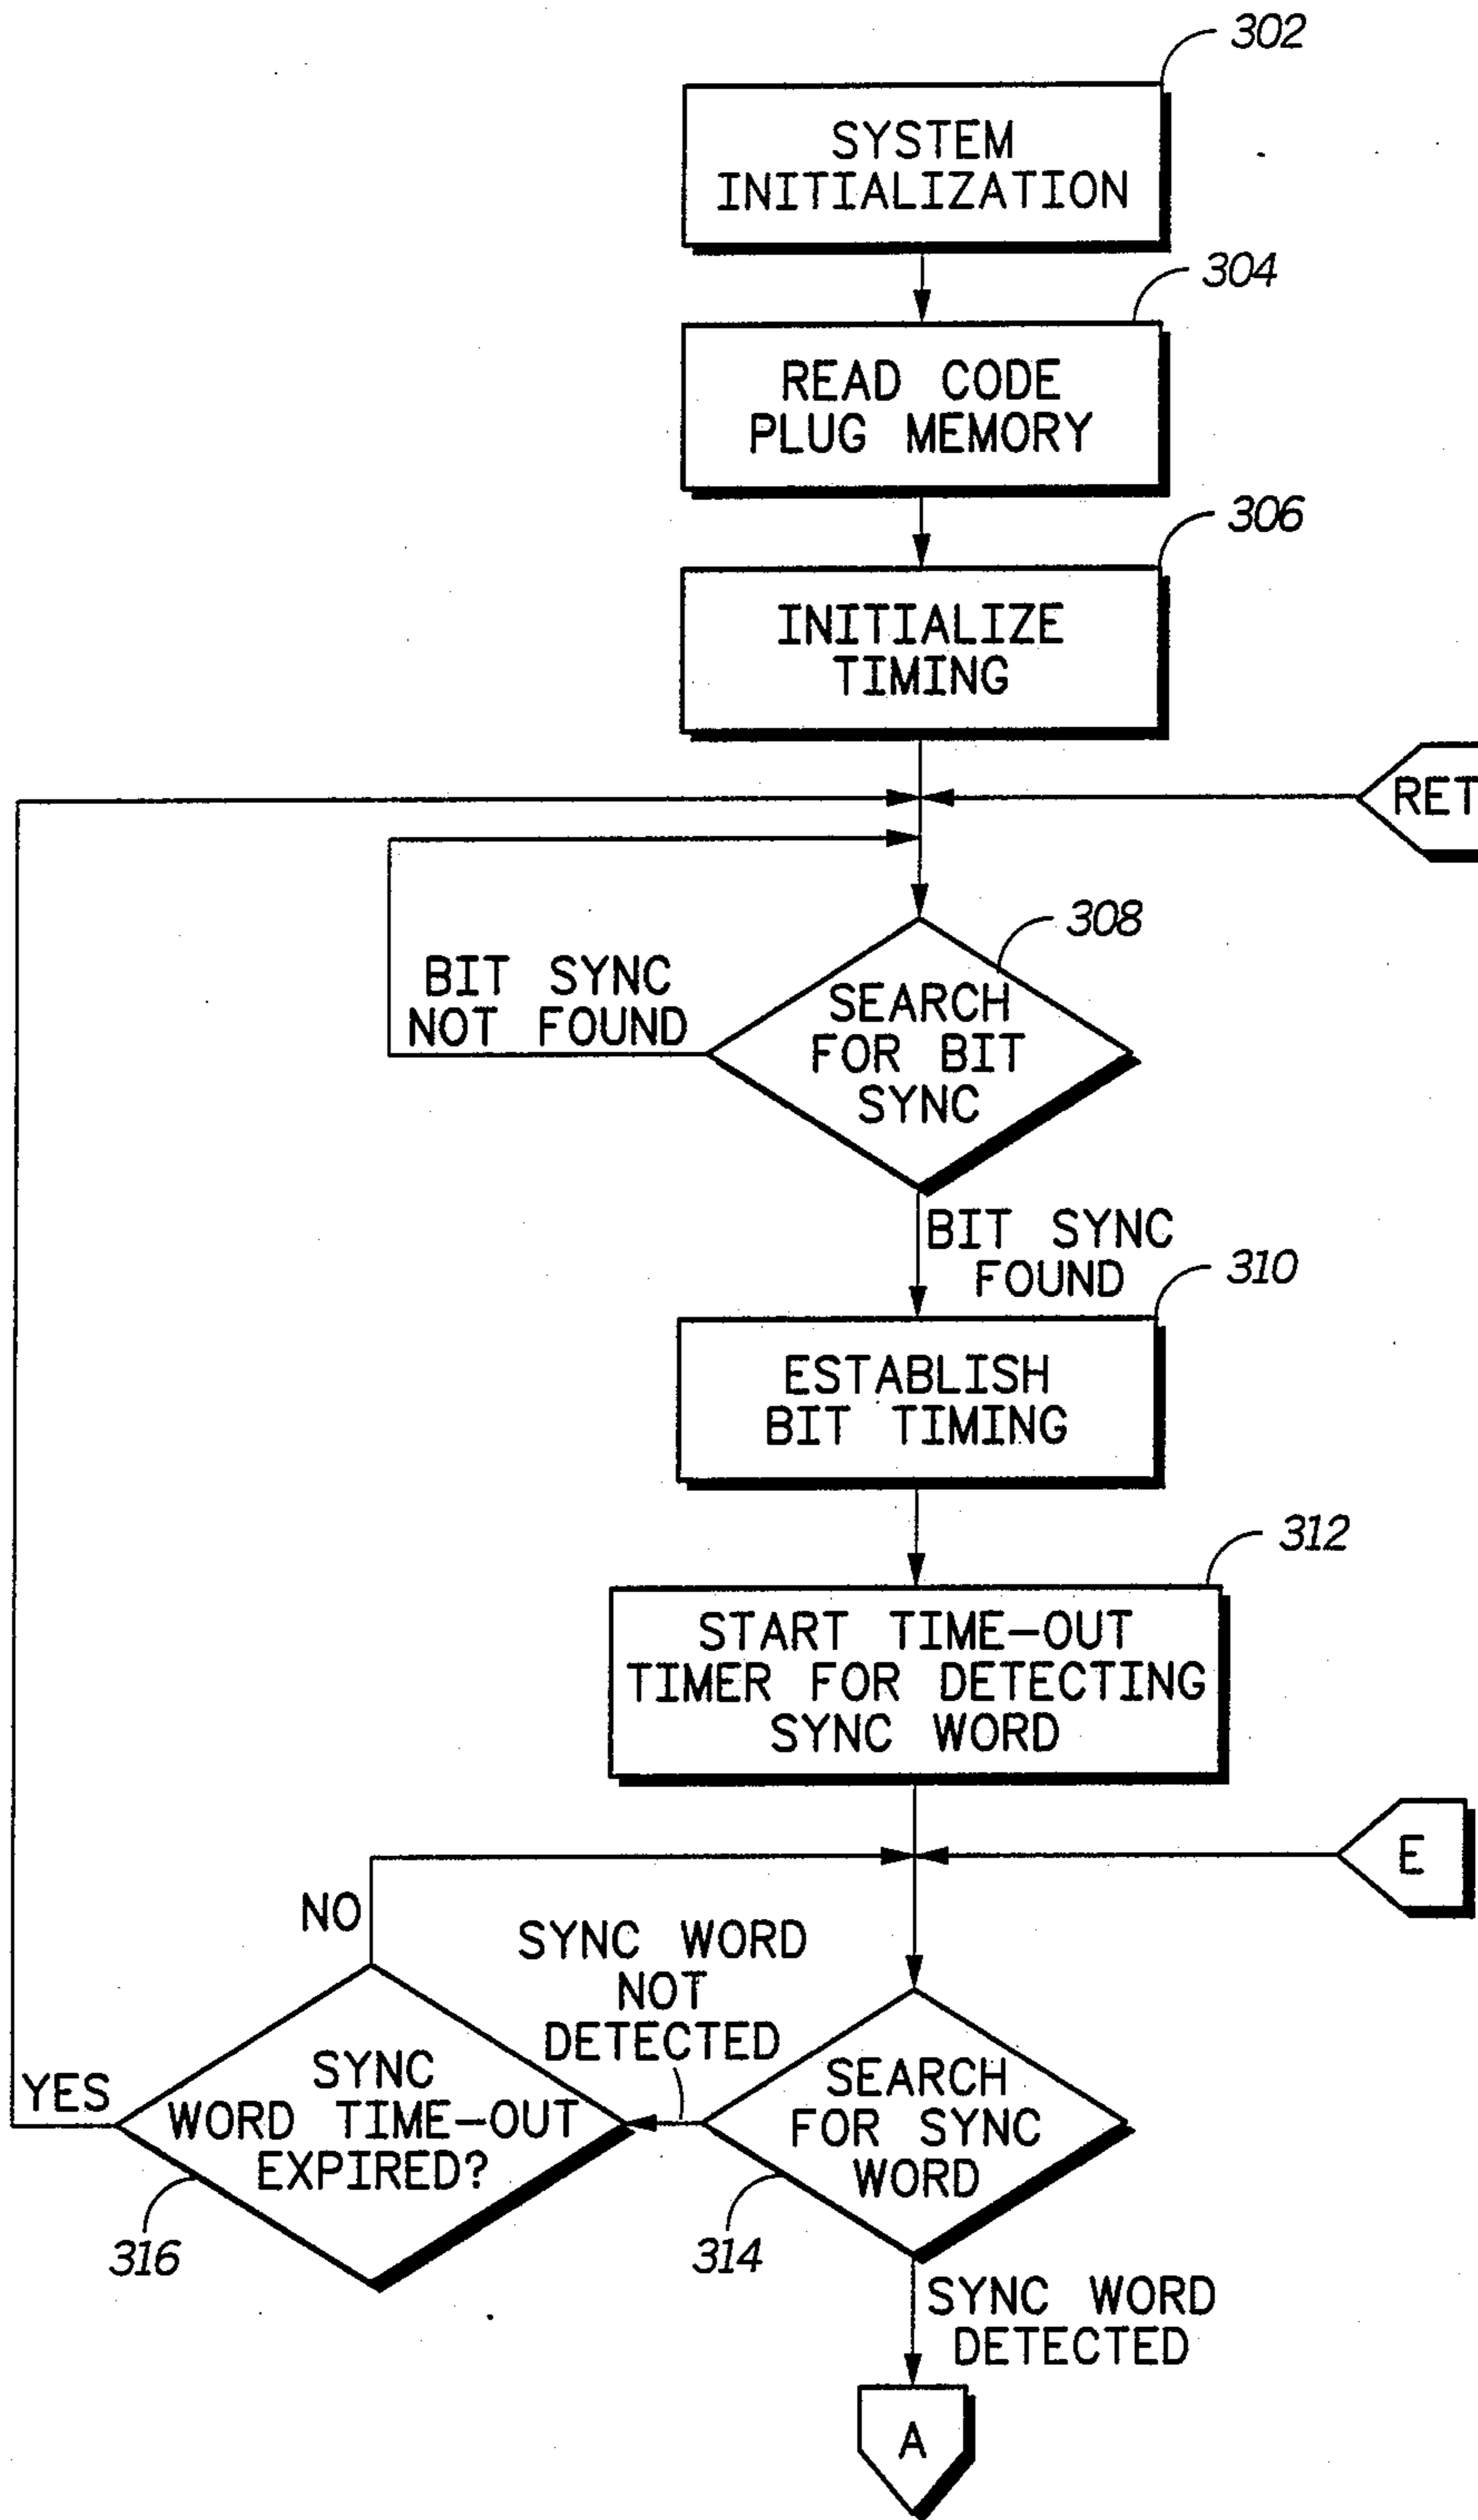 302
SYSTEM
INITIALIZATION
304
READ CODE
PLUG MEMORY
306
INITIALIZE
TIMING
RET
308
BIT SYNC
NOT FOUND
SEARCH
FOR BIT
SYNC
BIT SYNC
FOUND
310
ESTABLISH
BIT TIMING
312
START TIME-OUT
TIMER FOR DETECTING
SYNC WORD
E
NO
SYNC WORD
NOT
DETECTED
YES
SYNC
WORD TIME-OUT
EXPIRED?
SEARCH
FOR SYNC
WORD
316
314
SYNC WORD
DETECTED
A